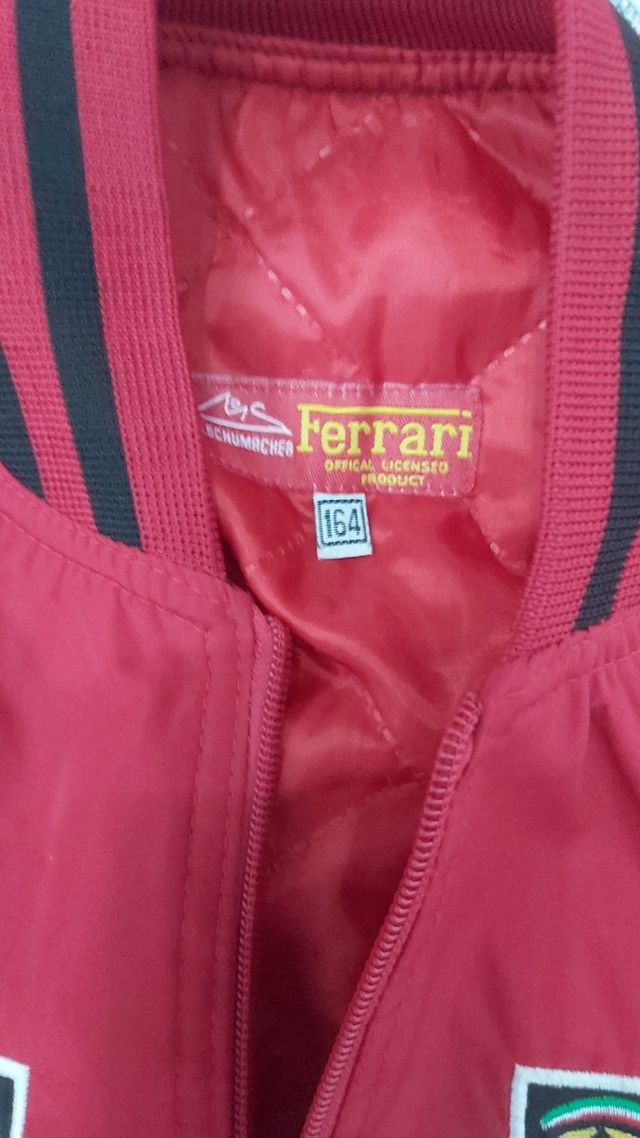 SCHUMACHER
Ferrari
OFFICAL LICENSED
PRODUCT
164